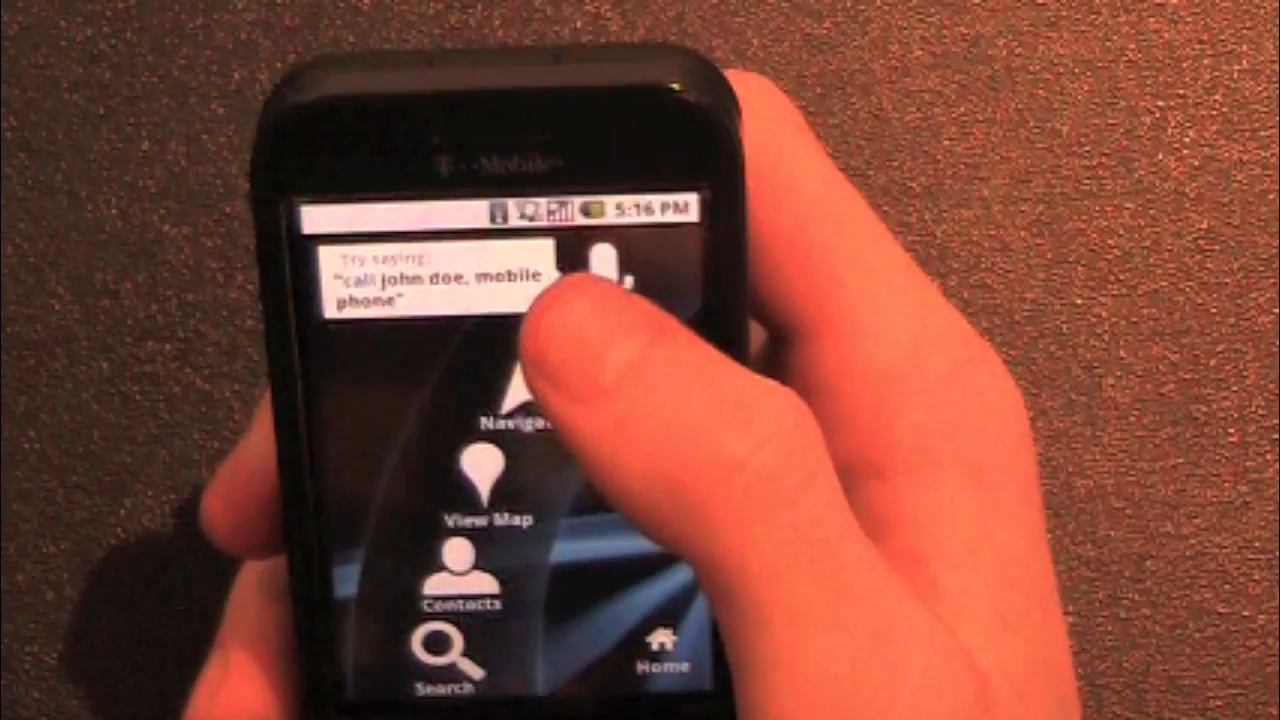 T··Mobile
5:16 PM
Try saying:
"call john doe, mobile
phone"
View Map
Contacts
Search
Home